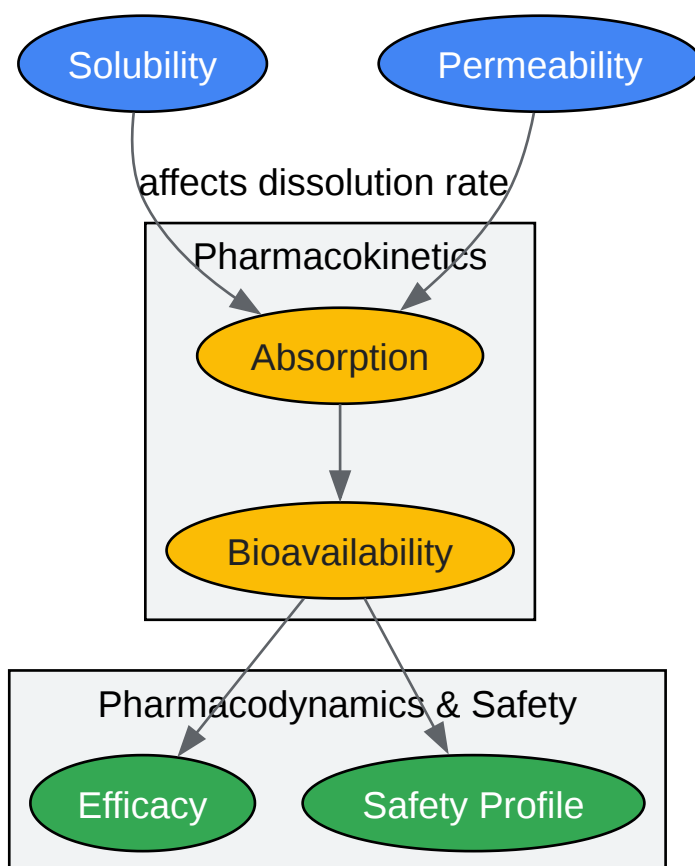 Solubility
Permeability
affects dissolution rate
Pharmacokinetics
Absorption
Bioavailability
Pharmacodynamics & Safety
Efficacy
Safety Profile